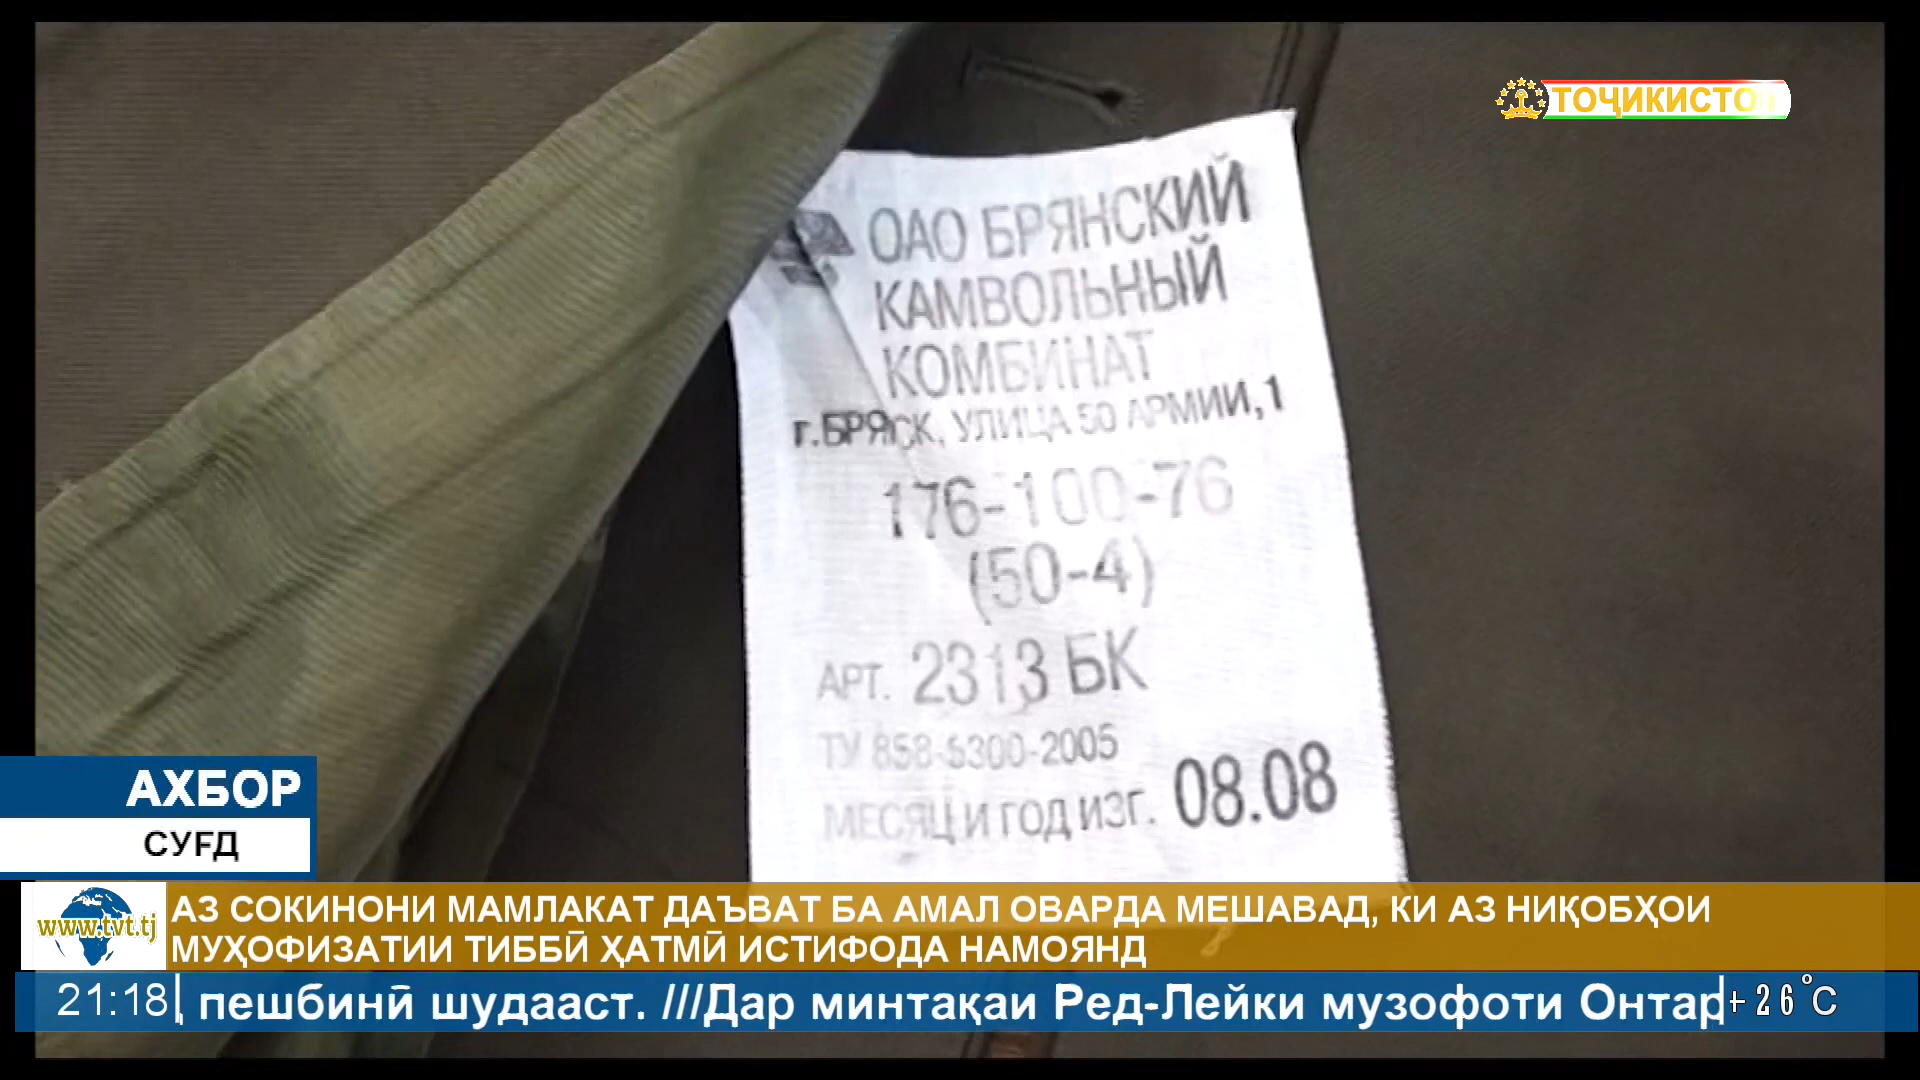 ТОҶИКИСТО
ОАО БРЯНСКИЙ
КАМВОЛЬНЫЙ
КОМБИНАТ
г.БРЯНСК, УЛИЦА 50 АРМИИ, 1
176-100-76
(50-4)
АРТ. 2313 БК
ТУ 858-5300-2005
МЕСЯЦ И ГОД ИЗГ. 08.08
АХБОР
СУҒД
www.tvt.tj
АЗ СОКИНОНИ МАМЛАКАТ ДАЪВАТ БА АМАЛ ОВАРДА МЕШАВАД, КИ АЗ НИҚОБҲОИ
МУҲОФИЗАТИИ ТИББӢ ҲАТМӢ ИСТИФОДА НАМОЯНД
21:18 пешбинӣ шудааст. ///Дар минтақаи Ред-Лейки музофоти Онтар +26°C